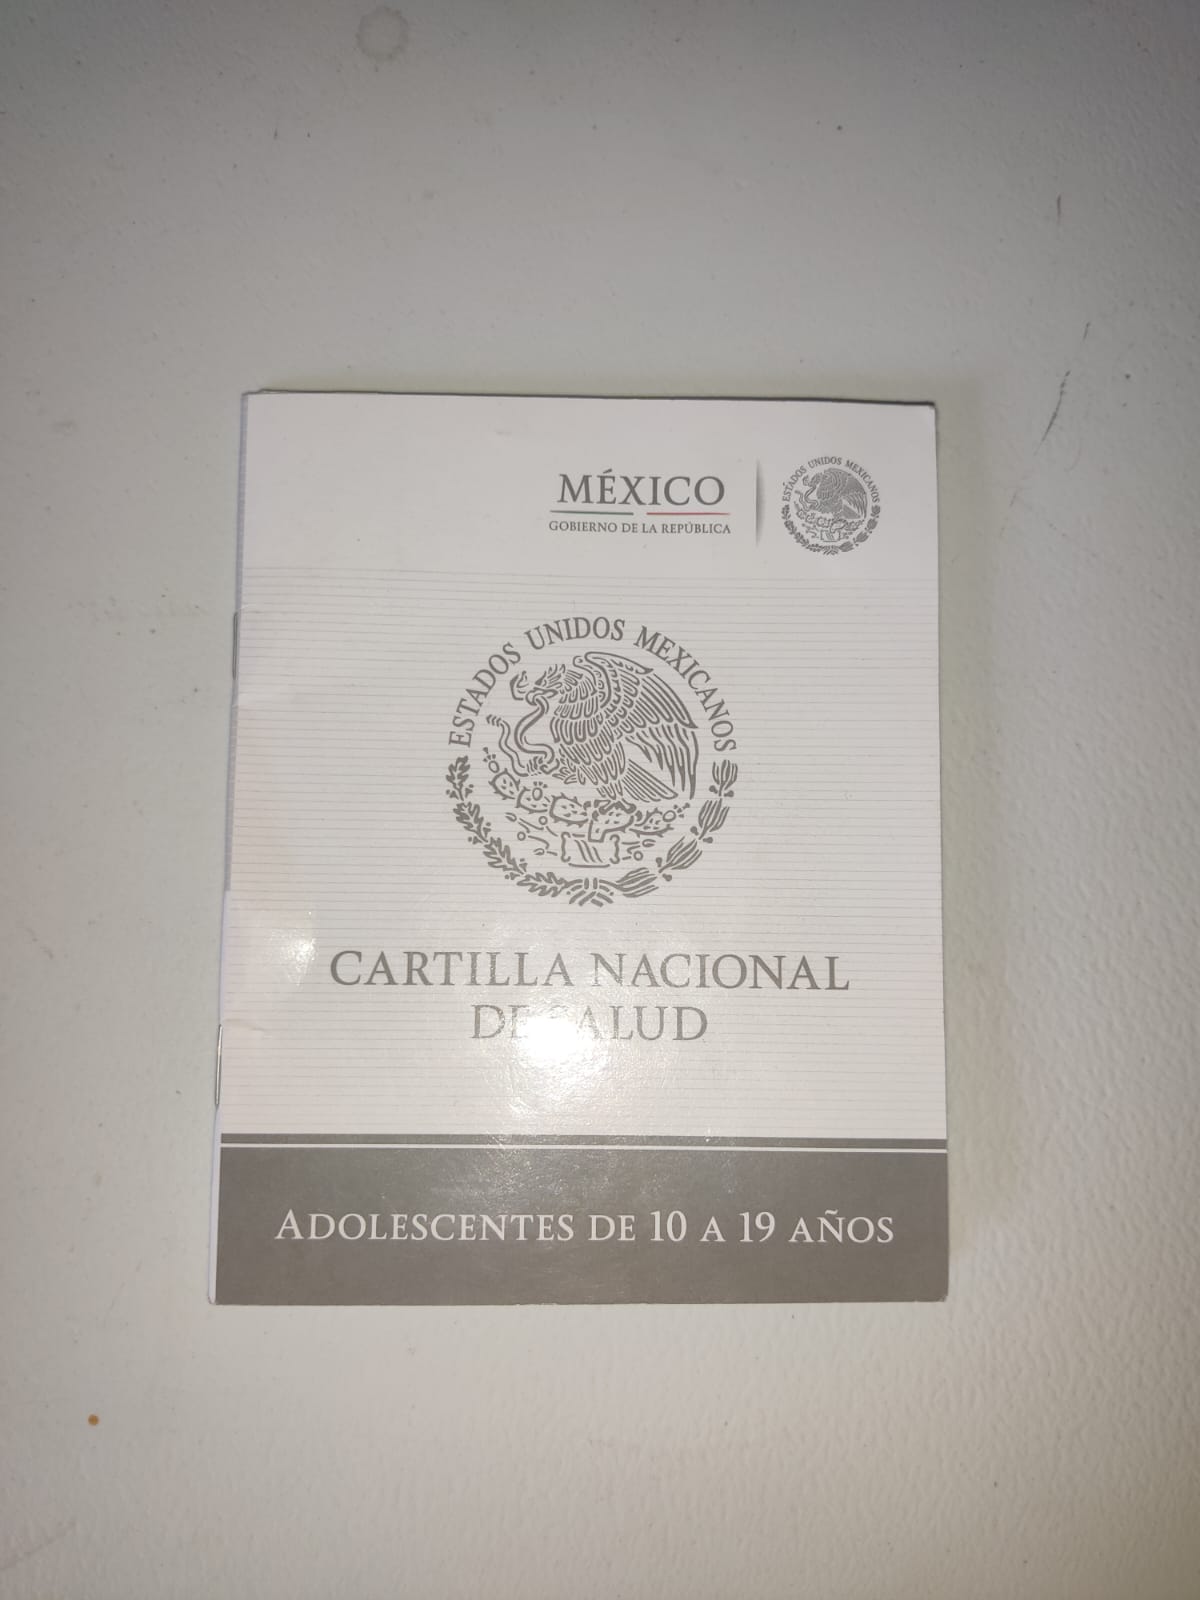 MÉXICO
GOBIERNO DE LA REPÚBLICA
ESTADOS UNIDOS MEXICANOS
ESTADOS UNIDOS MEXICANOS
CARTILLA NACIONAL
DE SALUD
ADOLESCENTES DE 10 A 19 AÑOS